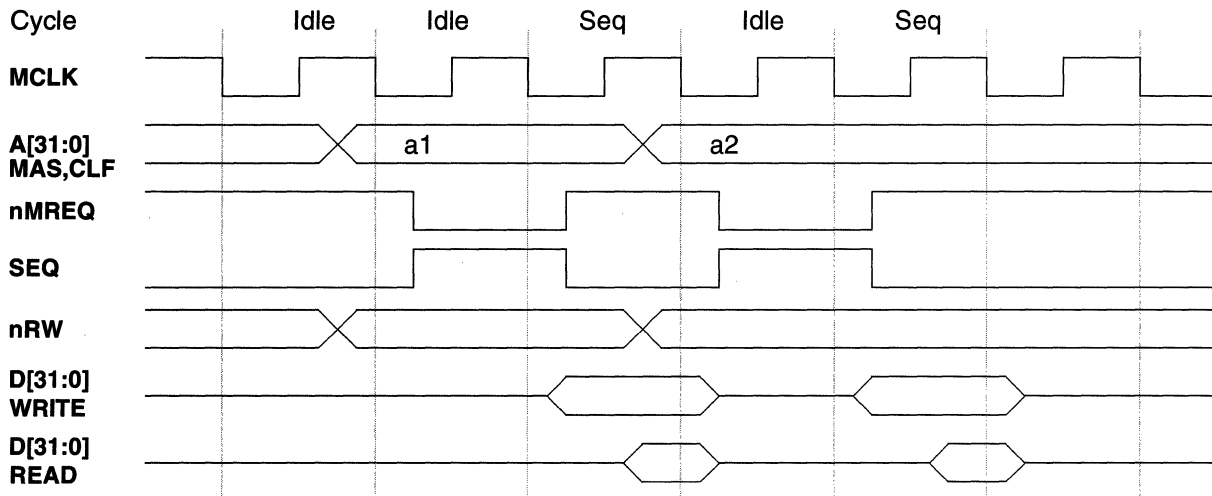 Cycle Idle Idle Seq Idle Seq
MCLK
A[31:0] a1 a2
MAS,CLF
nMREQ
SEQ
nRW
D[31:0]
WRITE
D[31:0]
READ